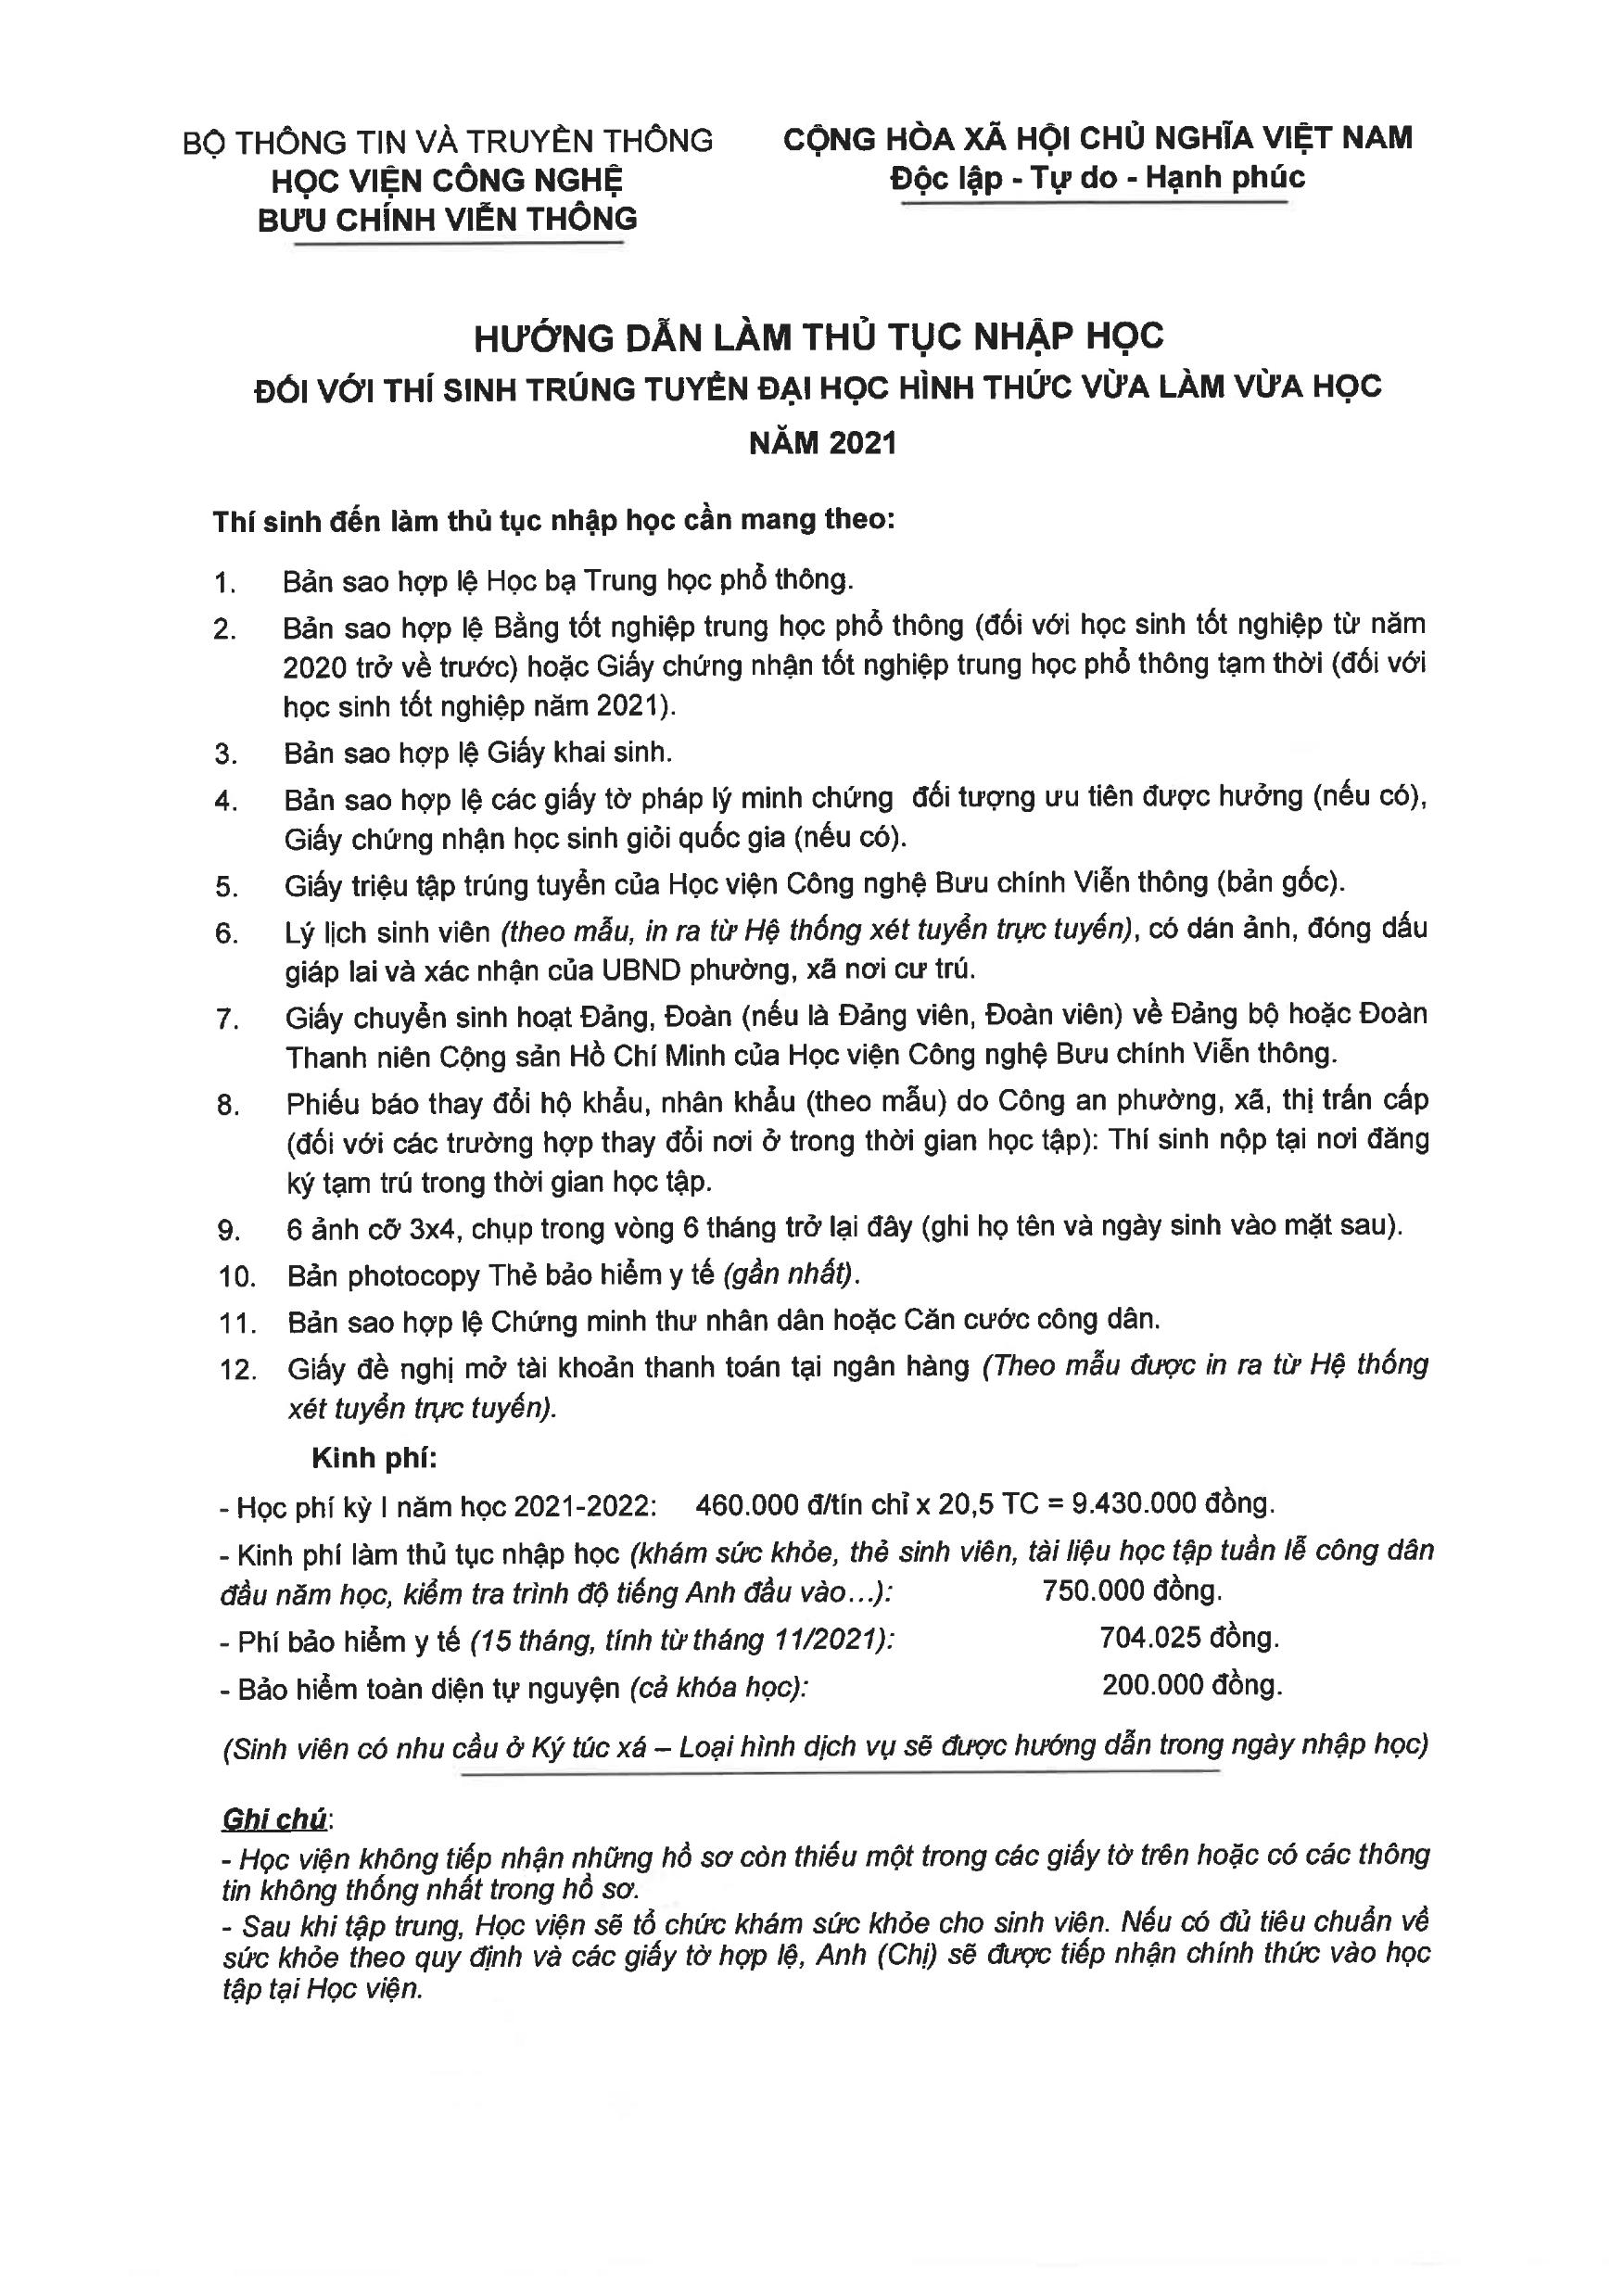 BỘ THÔNG TIN VÀ TRUYỀN THÔNG
HỌC VIỆN CÔNG NGHỆ
BƯU CHÍNH VIỄN THÔNG
CỘNG HÒA XÃ HỘI CHỦ NGHĨA VIỆT NAM
Độc lập - Tự do - Hạnh phúc
HƯỚNG DẪN LÀM THỦ TỤC NHẬP HỌC
ĐỐI VỚI THÍ SINH TRÚNG TUYỂN ĐẠI HỌC HÌNH THỨC VỪA LÀM VỪA HỌC
NĂM 2021
Thí sinh đến làm thủ tục nhập học cần mang theo:
1. Bản sao hợp lệ Học bạ Trung học phổ thông.
2. Bản sao hợp lệ Bằng tốt nghiệp trung học phổ thông (đối với học sinh tốt nghiệp từ năm
2020 trở về trước) hoặc Giấy chứng nhận tốt nghiệp trung học phổ thông tạm thời (đối với
học sinh tốt nghiệp năm 2021).
3. Bản sao hợp lệ Giấy khai sinh.
4. Bản sao hợp lệ các giấy tờ pháp lý minh chứng đối tượng ưu tiên được hưởng (nếu có),
Giấy chứng nhận học sinh giỏi quốc gia (nếu có).
5. Giấy triệu tập trúng tuyển của Học viện Công nghệ Bưu chính Viễn thông (bản gốc).
6. Lý lịch sinh viên (theo mẫu, in ra từ Hệ thống xét tuyển trực tuyến), có dán ảnh, đóng dấu
giáp lai và xác nhận của UBND phường, xã nơi cư trú.
7. Giấy chuyển sinh hoạt Đảng, Đoàn (nếu là Đảng viên, Đoàn viên) về Đảng bộ hoặc Đoàn
Thanh niên Cộng sản Hồ Chí Minh của Học viện Công nghệ Bưu chính Viễn thông.
8. Phiếu báo thay đổi hộ khẩu, nhân khẩu (theo mẫu) do Công an phường, xã, thị trấn cấp
(đối với các trường hợp thay đổi nơi ở trong thời gian học tập): Thí sinh nộp tại nơi đăng
ký tạm trú trong thời gian học tập.
9. 6 ảnh cỡ 3x4, chụp trong vòng 6 tháng trở lại đây (ghi họ tên và ngày sinh vào mặt sau).
10. Bản photocopy Thẻ bảo hiểm y tế (gần nhất).
11. Bản sao hợp lệ Chứng minh thư nhân dân hoặc Căn cước công dân.
12. Giấy đề nghị mở tài khoản thanh toán tại ngân hàng (Theo mẫu được in ra từ Hệ thống
xét tuyển trực tuyến).
Kinh phí:
- Học phí kỳ I năm học 2021-2022: 460.000 đ/tín chỉ x 20,5 TC = 9.430.000 đồng.
- Kinh phí làm thủ tục nhập học (khám sức khỏe, thẻ sinh viên, tài liệu học tập tuần lễ công dân
đầu năm học, kiểm tra trình độ tiếng Anh đầu vào...): 750.000 đồng.
- Phí bảo hiểm y tế (15 tháng, tính từ tháng 11/2021): 704.025 đồng.
- Bảo hiểm toàn diện tự nguyện (cả khóa học): 200.000 đồng.
(Sinh viên có nhu cầu ở Ký túc xá – Loại hình dịch vụ sẽ được hướng dẫn trong ngày nhập học)
Ghi chú:
- Học viện không tiếp nhận những hồ sơ còn thiếu một trong các giấy tờ trên hoặc có các thông
tin không thống nhất trong hồ sơ.
- Sau khi tập trung, Học viện sẽ tổ chức khám sức khỏe cho sinh viên. Nếu có đủ tiêu chuẩn về
sức khỏe theo quy định và các giấy tờ hợp lệ, Anh (Chị) sẽ được tiếp nhận chính thức vào học
tập tại Học viện.